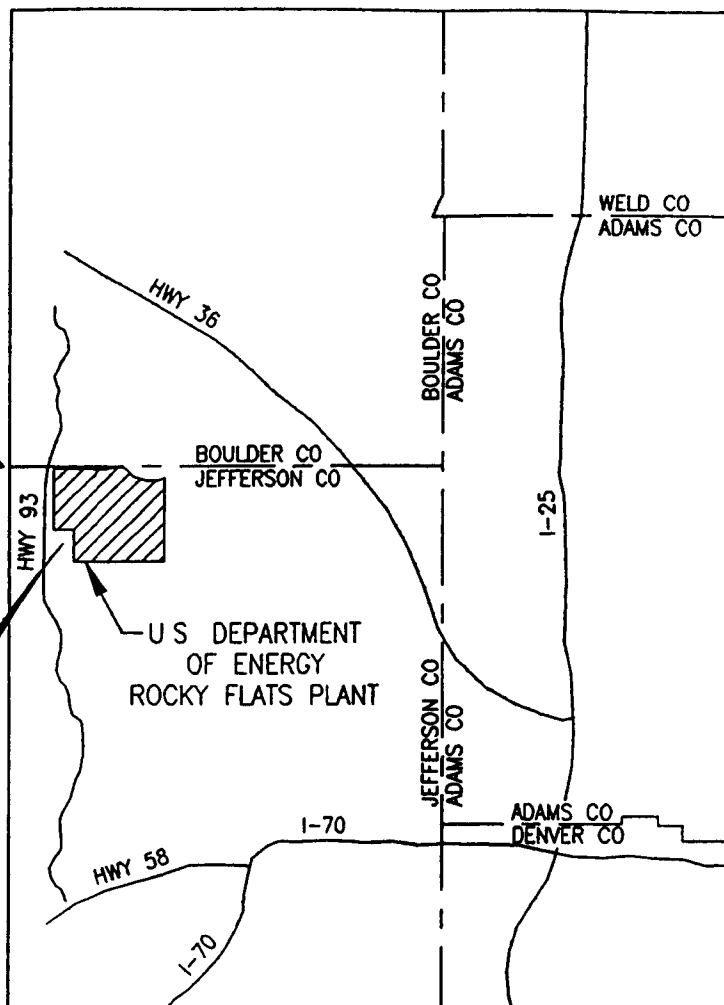 WELD CO
ADAMS CO
HWY 36
BOULDER CO
ADAMS CO
BOULDER CO
JEFFERSON CO
HWY 93
I-25
U S DEPARTMENT
OF ENERGY
ROCKY FLATS PLANT
JEFFERSON CO
ADAMS CO
ADAMS CO
DENVER CO
I-70
HWY 58
I-70